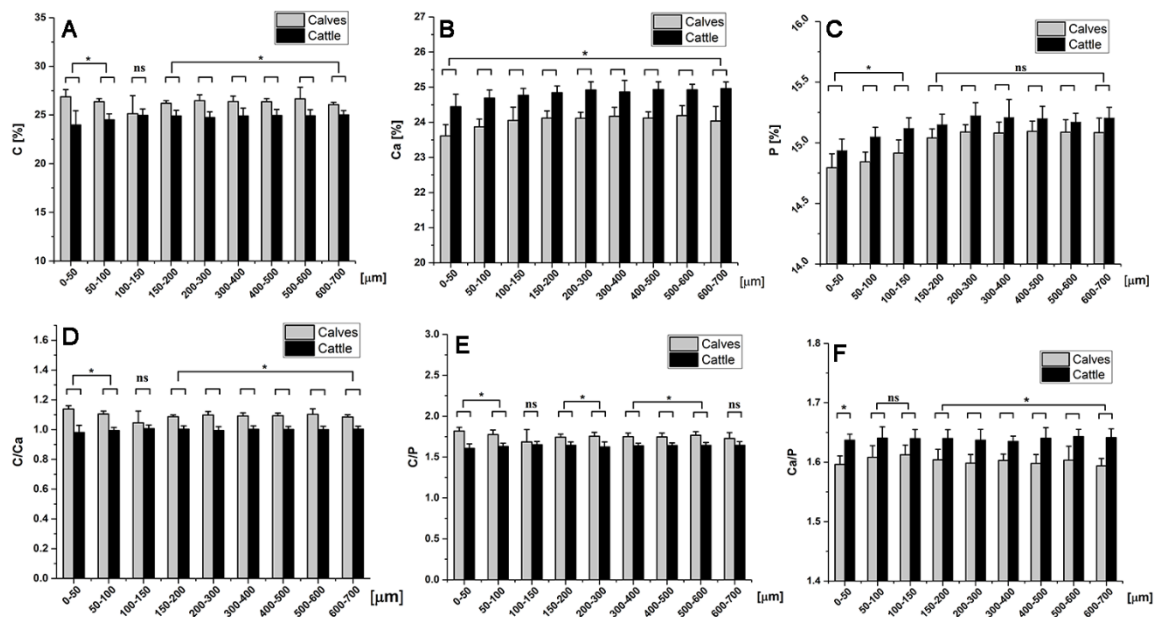 A
Calves
Cattle
C [%]
35
30
25
20
15
10
*
ns
*
0-50
50-100
100-150
150-200
200-300
300-400
400-500
500-600
600-700
[µm]
B
Calves
Cattle
Ca [%]
26
25
24
23
22
21
20
*
0-50
50-100
100-150
150-200
200-300
300-400
400-500
500-600
600-700
[µm]
C
Calves
Cattle
P [%]
16.0
15.5
15.0
14.5
14.0
*
ns
0-50
50-100
100-150
150-200
200-300
300-400
400-500
500-600
600-700
[µm]
D
Calves
Cattle
C/Ca
1.6
1.4
1.2
1.0
0.8
0.6
0.4
0.2
0.0
*
ns
*
0-50
50-100
100-150
150-200
200-300
300-400
400-500
500-600
600-700
[µm]
E
Calves
Cattle
C/P
3.0
2.5
2.0
1.5
1.0
0.5
0.0
*
ns
*
*
ns
0-50
50-100
100-150
150-200
200-300
300-400
400-500
500-600
600-700
[µm]
F
Calves
Cattle
Ca/P
1.8
1.7
1.6
1.5
1.4
*
ns
*
0-50
50-100
100-150
150-200
200-300
300-400
400-500
500-600
600-700
[µm]